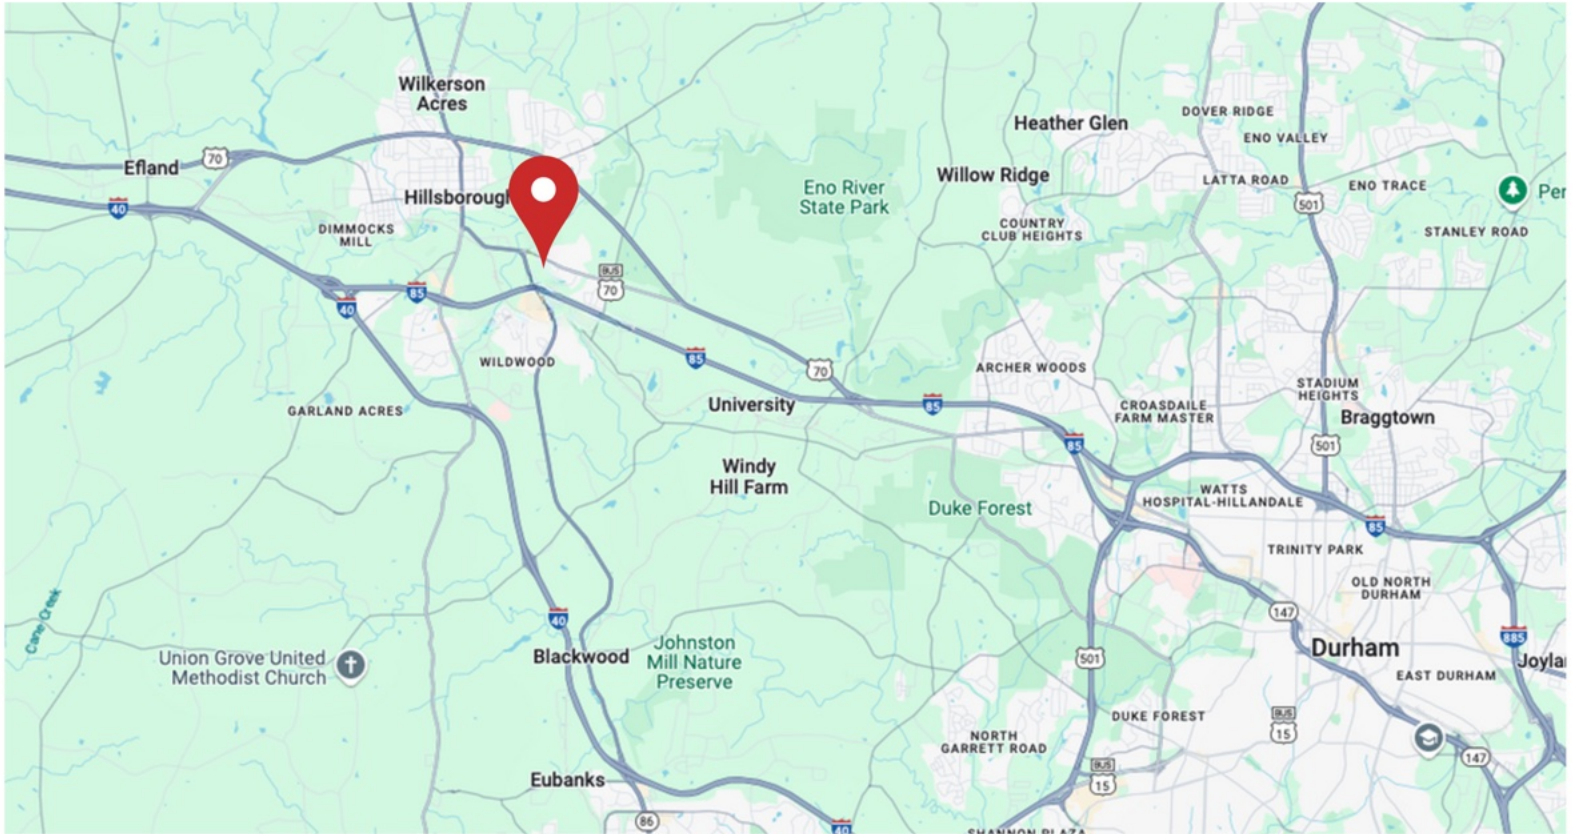 Wilkerson
Acres
Heather Glen
DOVER RIDGE
ENO VALLEY
70
Efland
Eno River
State Park
Willow Ridge
LATTA ROAD
ENO TRACE
Per
40
Hillsborough
501
DIMMOCKS
MILL
COUNTRY
CLUB HEIGHTS
STANLEY ROAD
BUS
70
85
40
WILDWOOD
85
70
ARCHER WOODS
STADIUM
HEIGHTS
GARLAND ACRES
University
85
CROASDAILE
FARM MASTER
Braggtown
85
501
Windy
Hill Farm
Duke Forest
WATTS
HOSPITAL-HILLANDALE
85
TRINITY PARK
OLD NORTH
DURHAM
Cane Creek
40
147
885
Union Grove United
Methodist Church
Blackwood
Johnston
Mill Nature
Preserve
501
Durham
Joylan
EAST DURHAM
DUKE FOREST
BUS
15
NORTH
GARRETT ROAD
147
Eubanks
BUS
15
86
40
SHANNON PLAZA